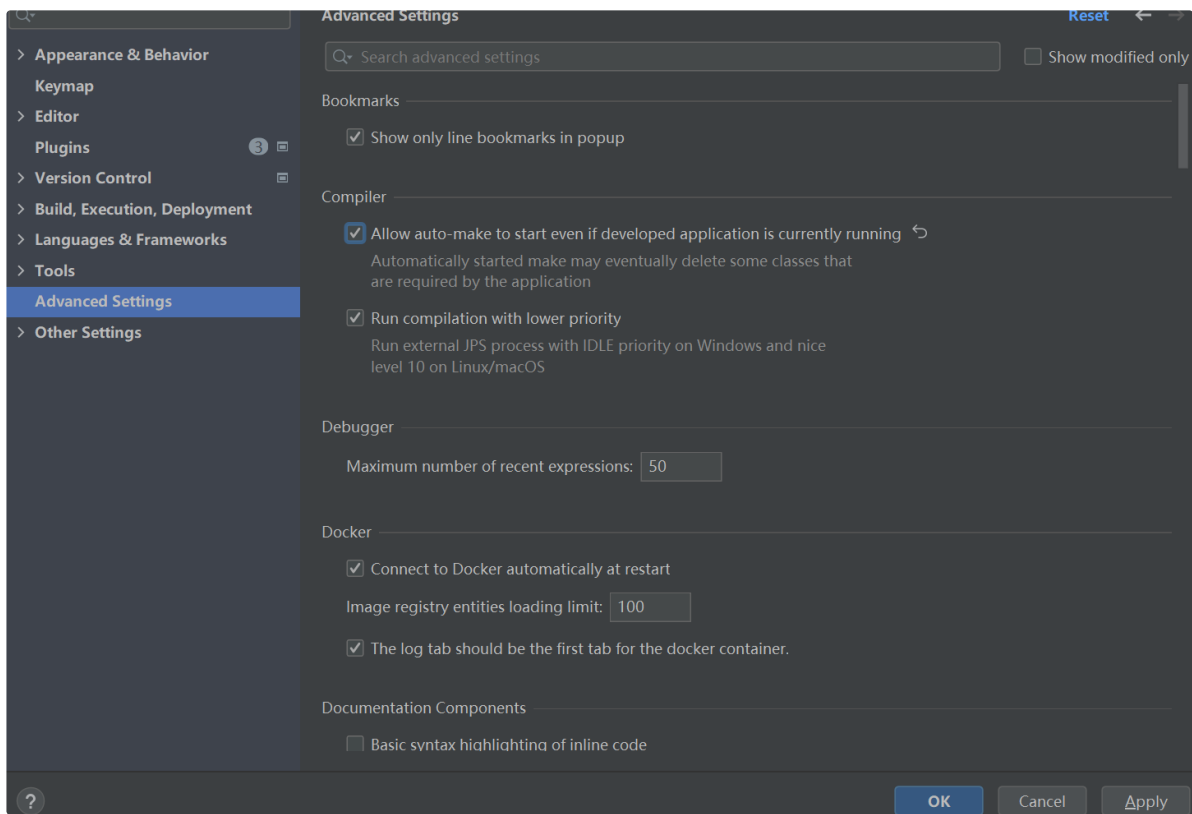 Appearance & Behavior
Keymap
Editor
Plugins 3
Version Control
Build, Execution, Deployment
Languages & Frameworks
Tools
Advanced Settings
Other Settings
Advanced Settings Reset
Search advanced settings Show modified only
Bookmarks
Show only line bookmarks in popup
Compiler
Allow auto-make to start even if developed application is currently running
Automatically started make may eventually delete some classes that
are required by the application
Run compilation with lower priority
Run external JPS process with IDLE priority on Windows and nice
level 10 on Linux/macOS
Debugger
Maximum number of recent expressions: 50
Docker
Connect to Docker automatically at restart
Image registry entities loading limit: 100
The log tab should be the first tab for the docker container.
Documentation Components
Basic syntax highlighting of inline code
? OK Cancel Apply